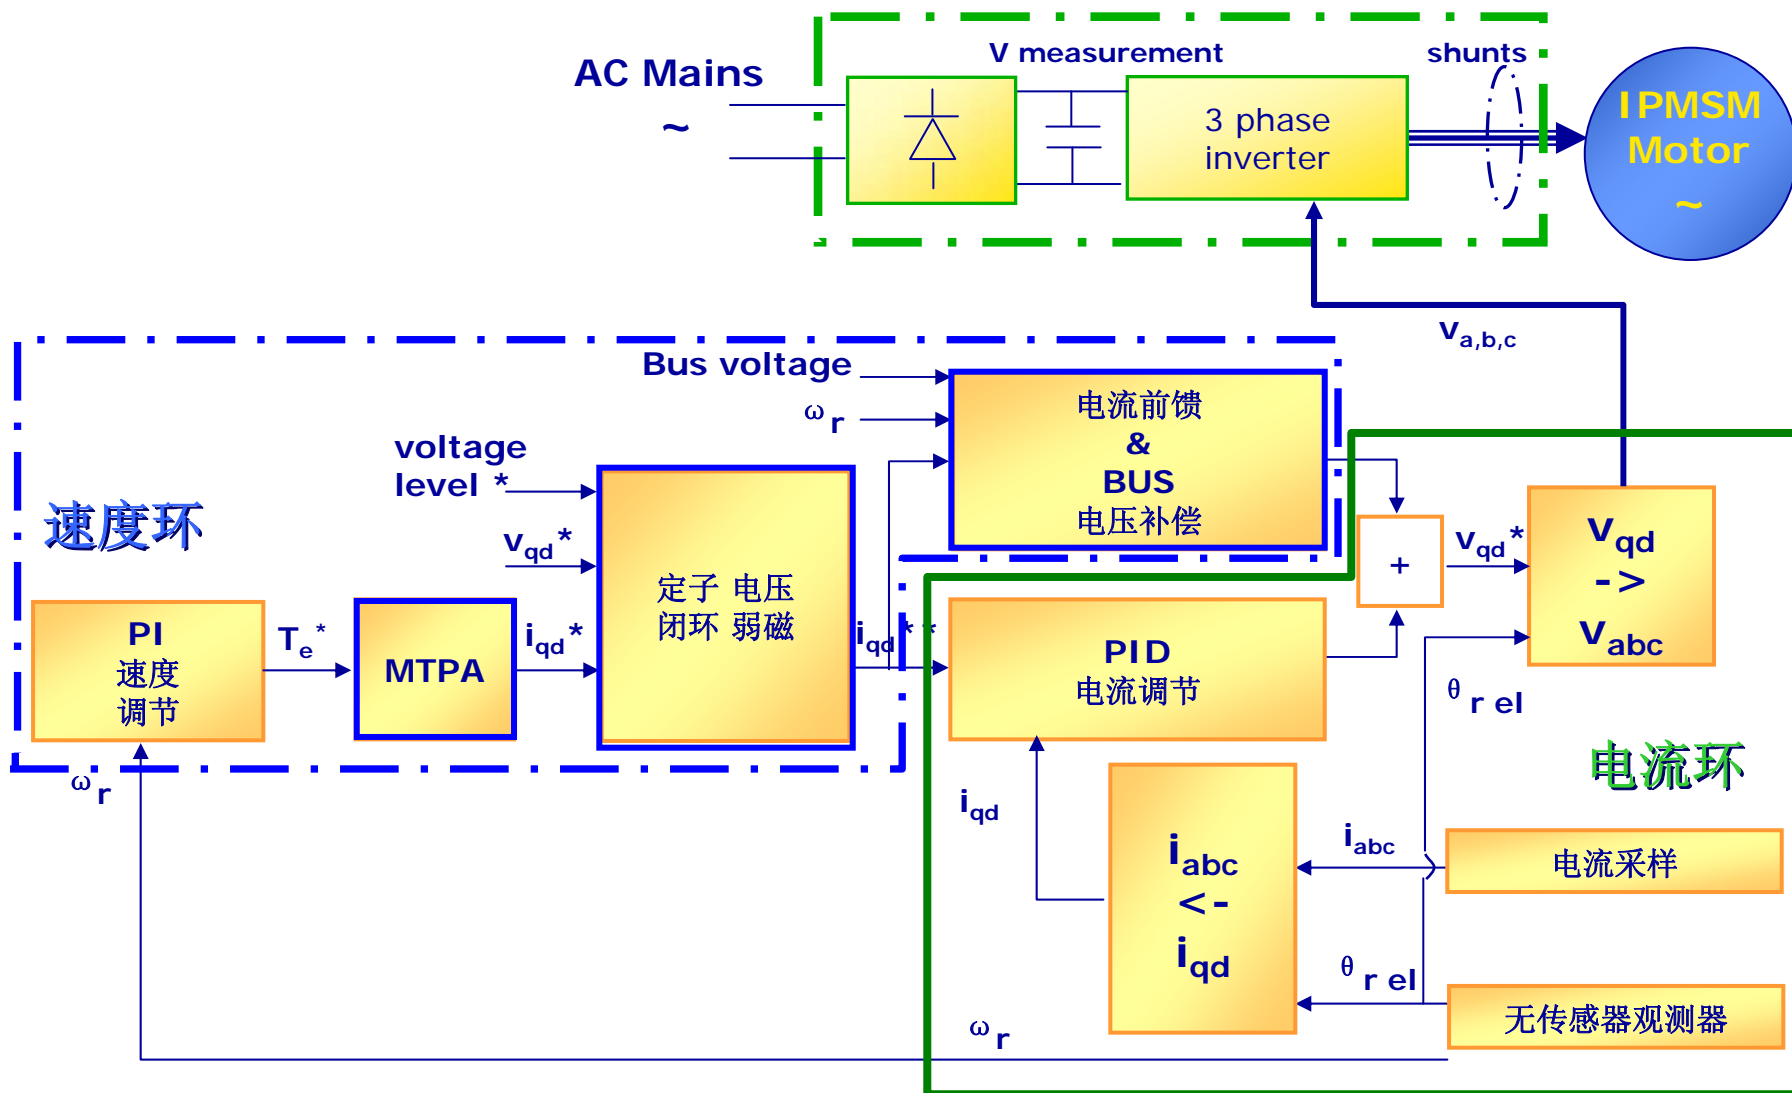 V measurement
shunts
AC Mains
~
3 phase
inverter
IPMSM
Motor
~
va,b,c
Bus voltage
ωr
电流前馈
&
BUS
电压补偿
voltage
level *
vqd*
速度环
定子 电压
闭环 弱磁
PI
速度
调节
Te*
MTPA
iqd*
iqd**
+
vqd*
vqd
->
vabc
PID
电流调节
θr el
电流环
ωr
iqd
iabc
<-
iqd
iabc
电流采样
θr el
无传感器观测器
ωr